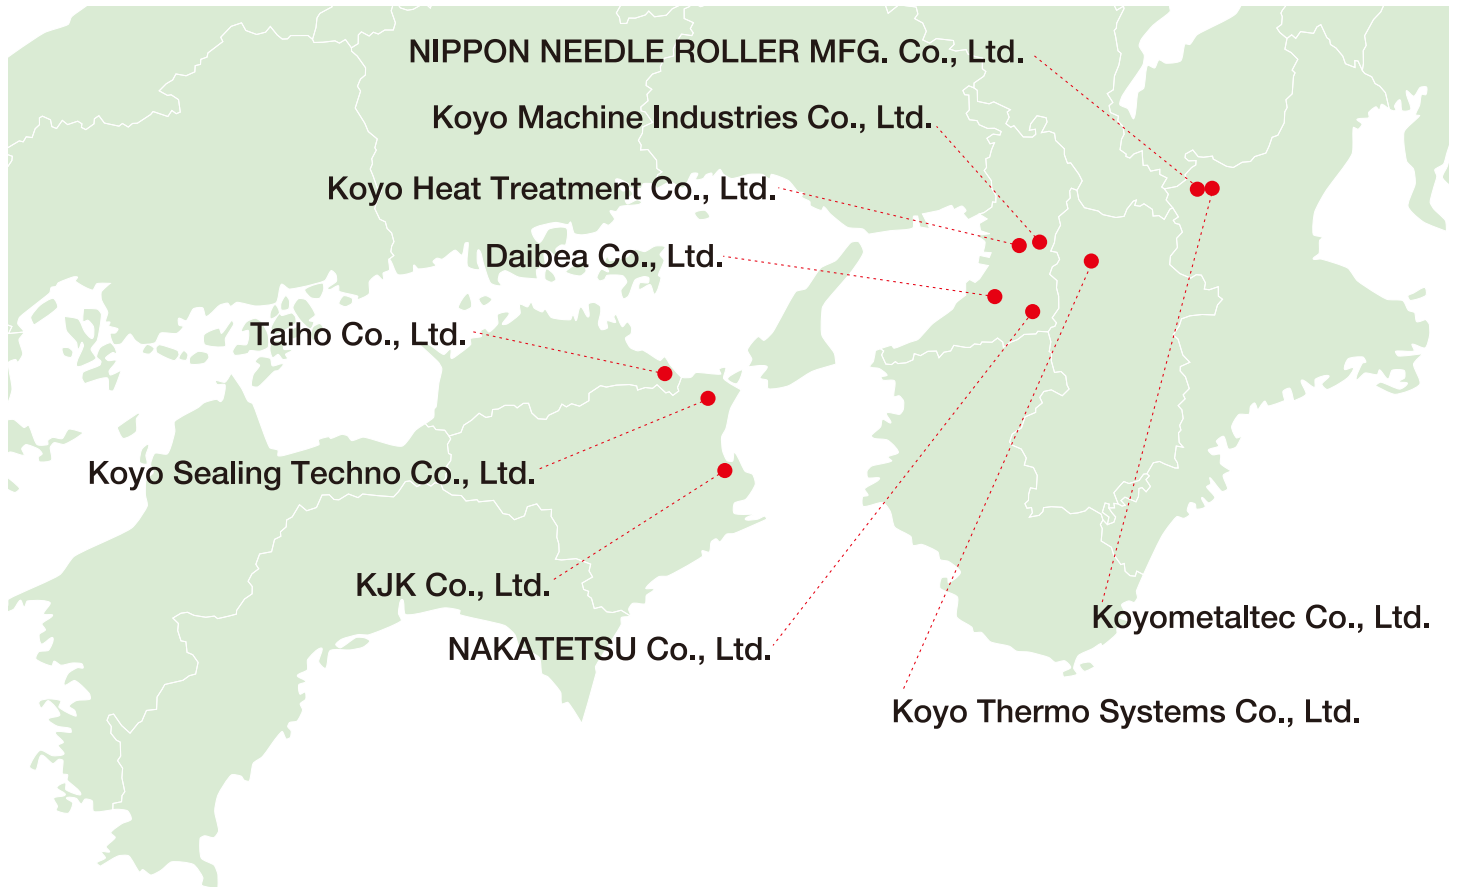 NIPPON NEEDLE ROLLER MFG. Co., Ltd.
Koyo Machine Industries Co., Ltd.
Koyo Heat Treatment Co., Ltd.
Daibea Co., Ltd.
Taiho Co., Ltd.
Koyo Sealing Techno Co., Ltd.
KJK Co., Ltd.
Koyometaltec Co., Ltd.
NAKATETSU Co., Ltd.
Koyo Thermo Systems Co., Ltd.